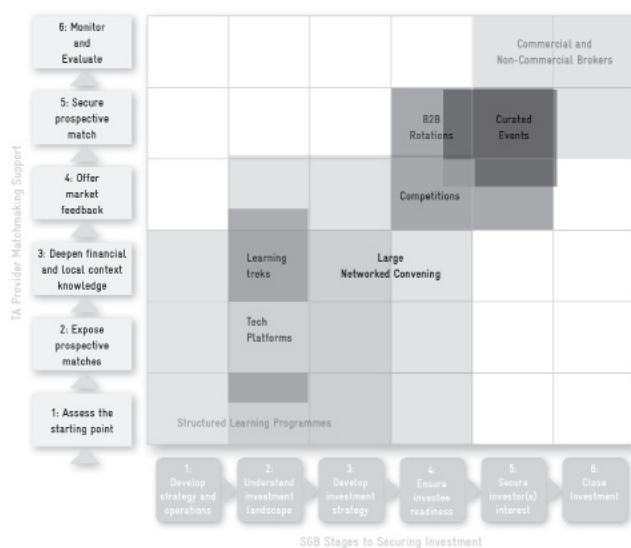 6: Monitor
and
Evaluate
Commercial and
Non-Commercial Brokers
5: Secure
prospective
match
B2B
Rotations
Curated
Events
4: Offer
market
feedback
Competitions
3: Deepen financial
and local context
knowledge
Learning
treks
Large
Networked Convening
2: Expose
prospective
matches
Tech
Platforms
1: Assess the
starting point
Structured Learning Programmes
TA Provider Matchmaking Support
1:
Develop
strategy and
operations
2:
Understand
investment
landscape
3:
Develop
investment
strategy
4:
Ensure
investee
readiness
5:
Secure
investor(s)
interest
6:
Close
Investment
SGB Stages to Securing Investment